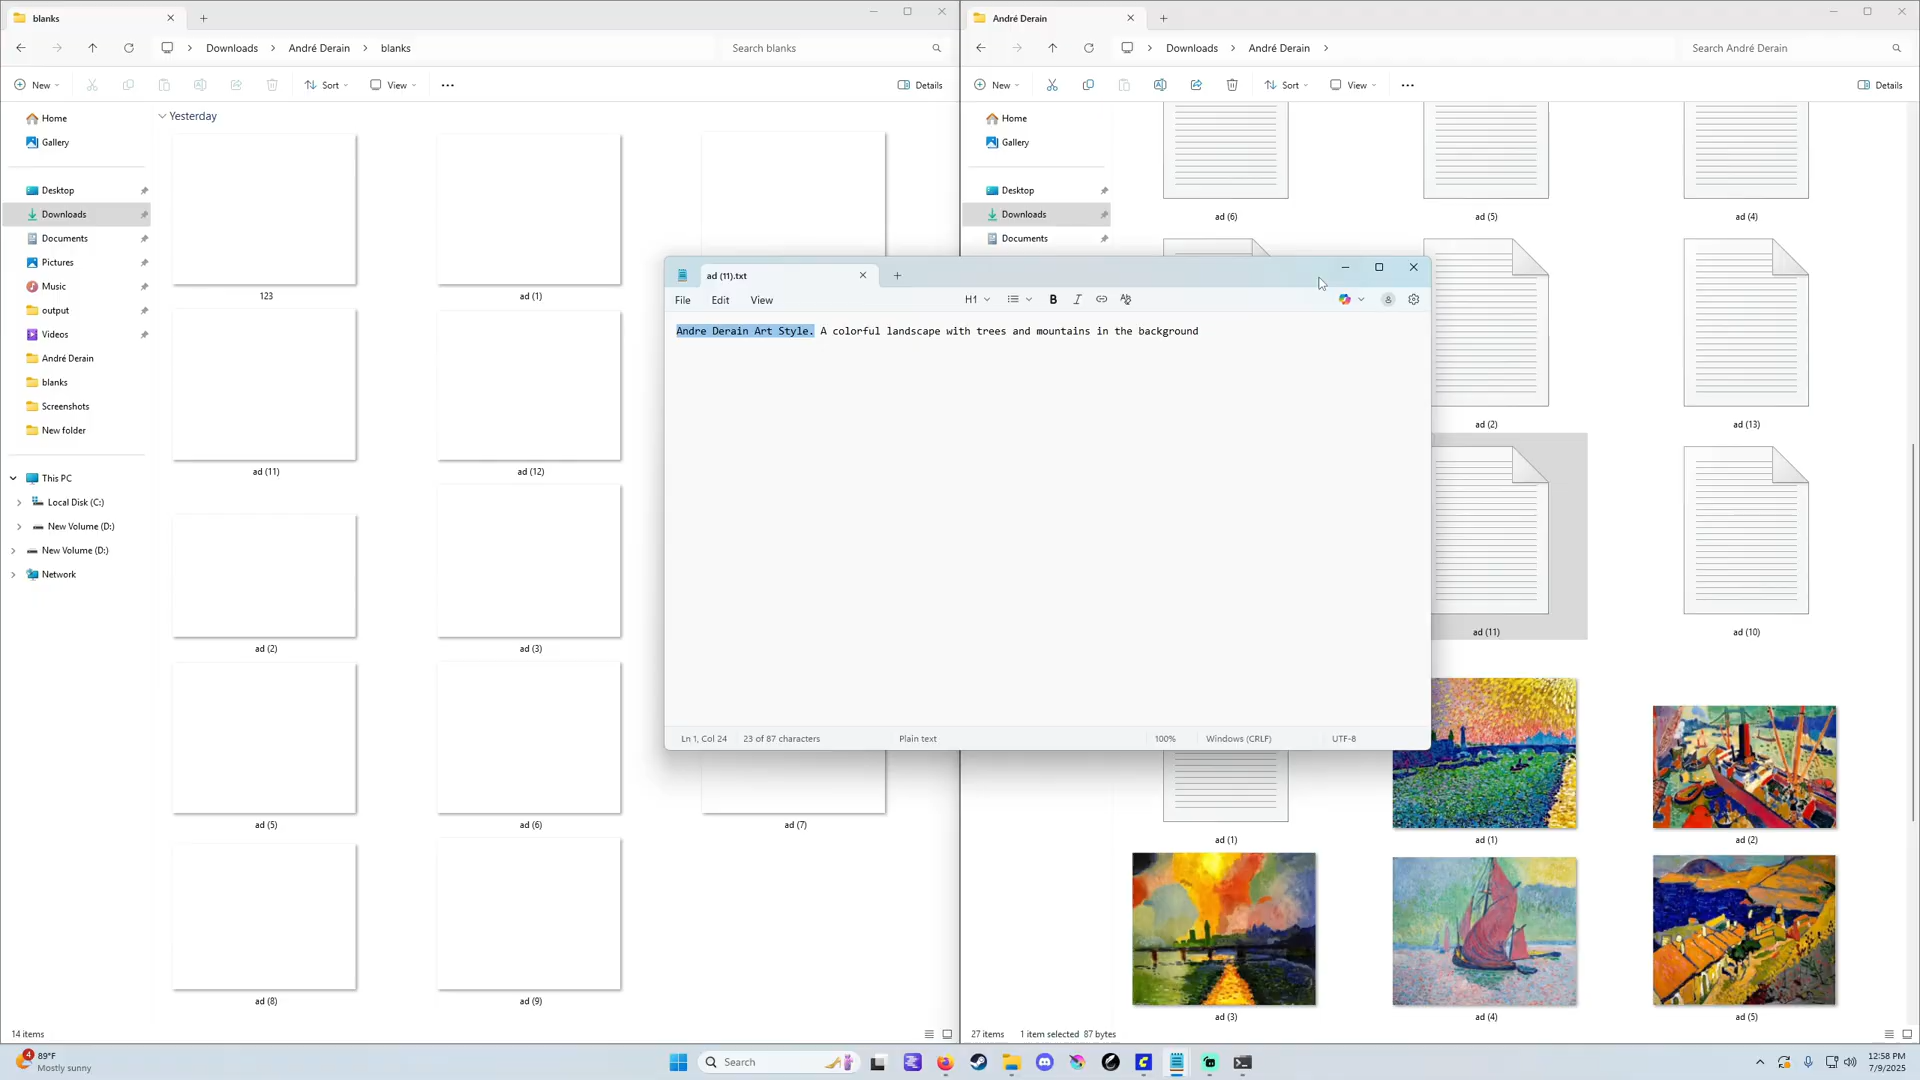 blanks
Downloads
André Derain
blanks
Search blanks
New
Sort
View
Details
Home
Gallery
Desktop
Downloads
Documents
Pictures
Music
output
Videos
André Derain
blanks
Screenshots
New folder
This PC
Local Disk (C:)
New Volume (D:)
New Volume (D:)
Network
Yesterday
123
ad (1)
ad (11)
ad (12)
ad (2)
ad (3)
ad (5)
ad (6)
ad (7)
ad (8)
ad (9)
14 items
André Derain
Downloads
André Derain
Search André Derain
New
Sort
View
Details
Home
Gallery
Desktop
Downloads
Documents
ad (6)
ad (5)
ad (4)
ad (2)
ad (13)
ad (11)
ad (10)
ad (1)
ad (1)
ad (2)
ad (3)
ad (4)
ad (5)
27 items
1 item selected 87 bytes
ad (11).txt
File
Edit
View
H1
B
I
Andre Derain Art Style. A colorful landscape with trees and mountains in the background
Ln 1, Col 24
23 of 87 characters
Plain text
100%
Windows (CRLF)
UTF-8
4
89°F
Mostly sunny
Search
12:58 PM
7/9/2025